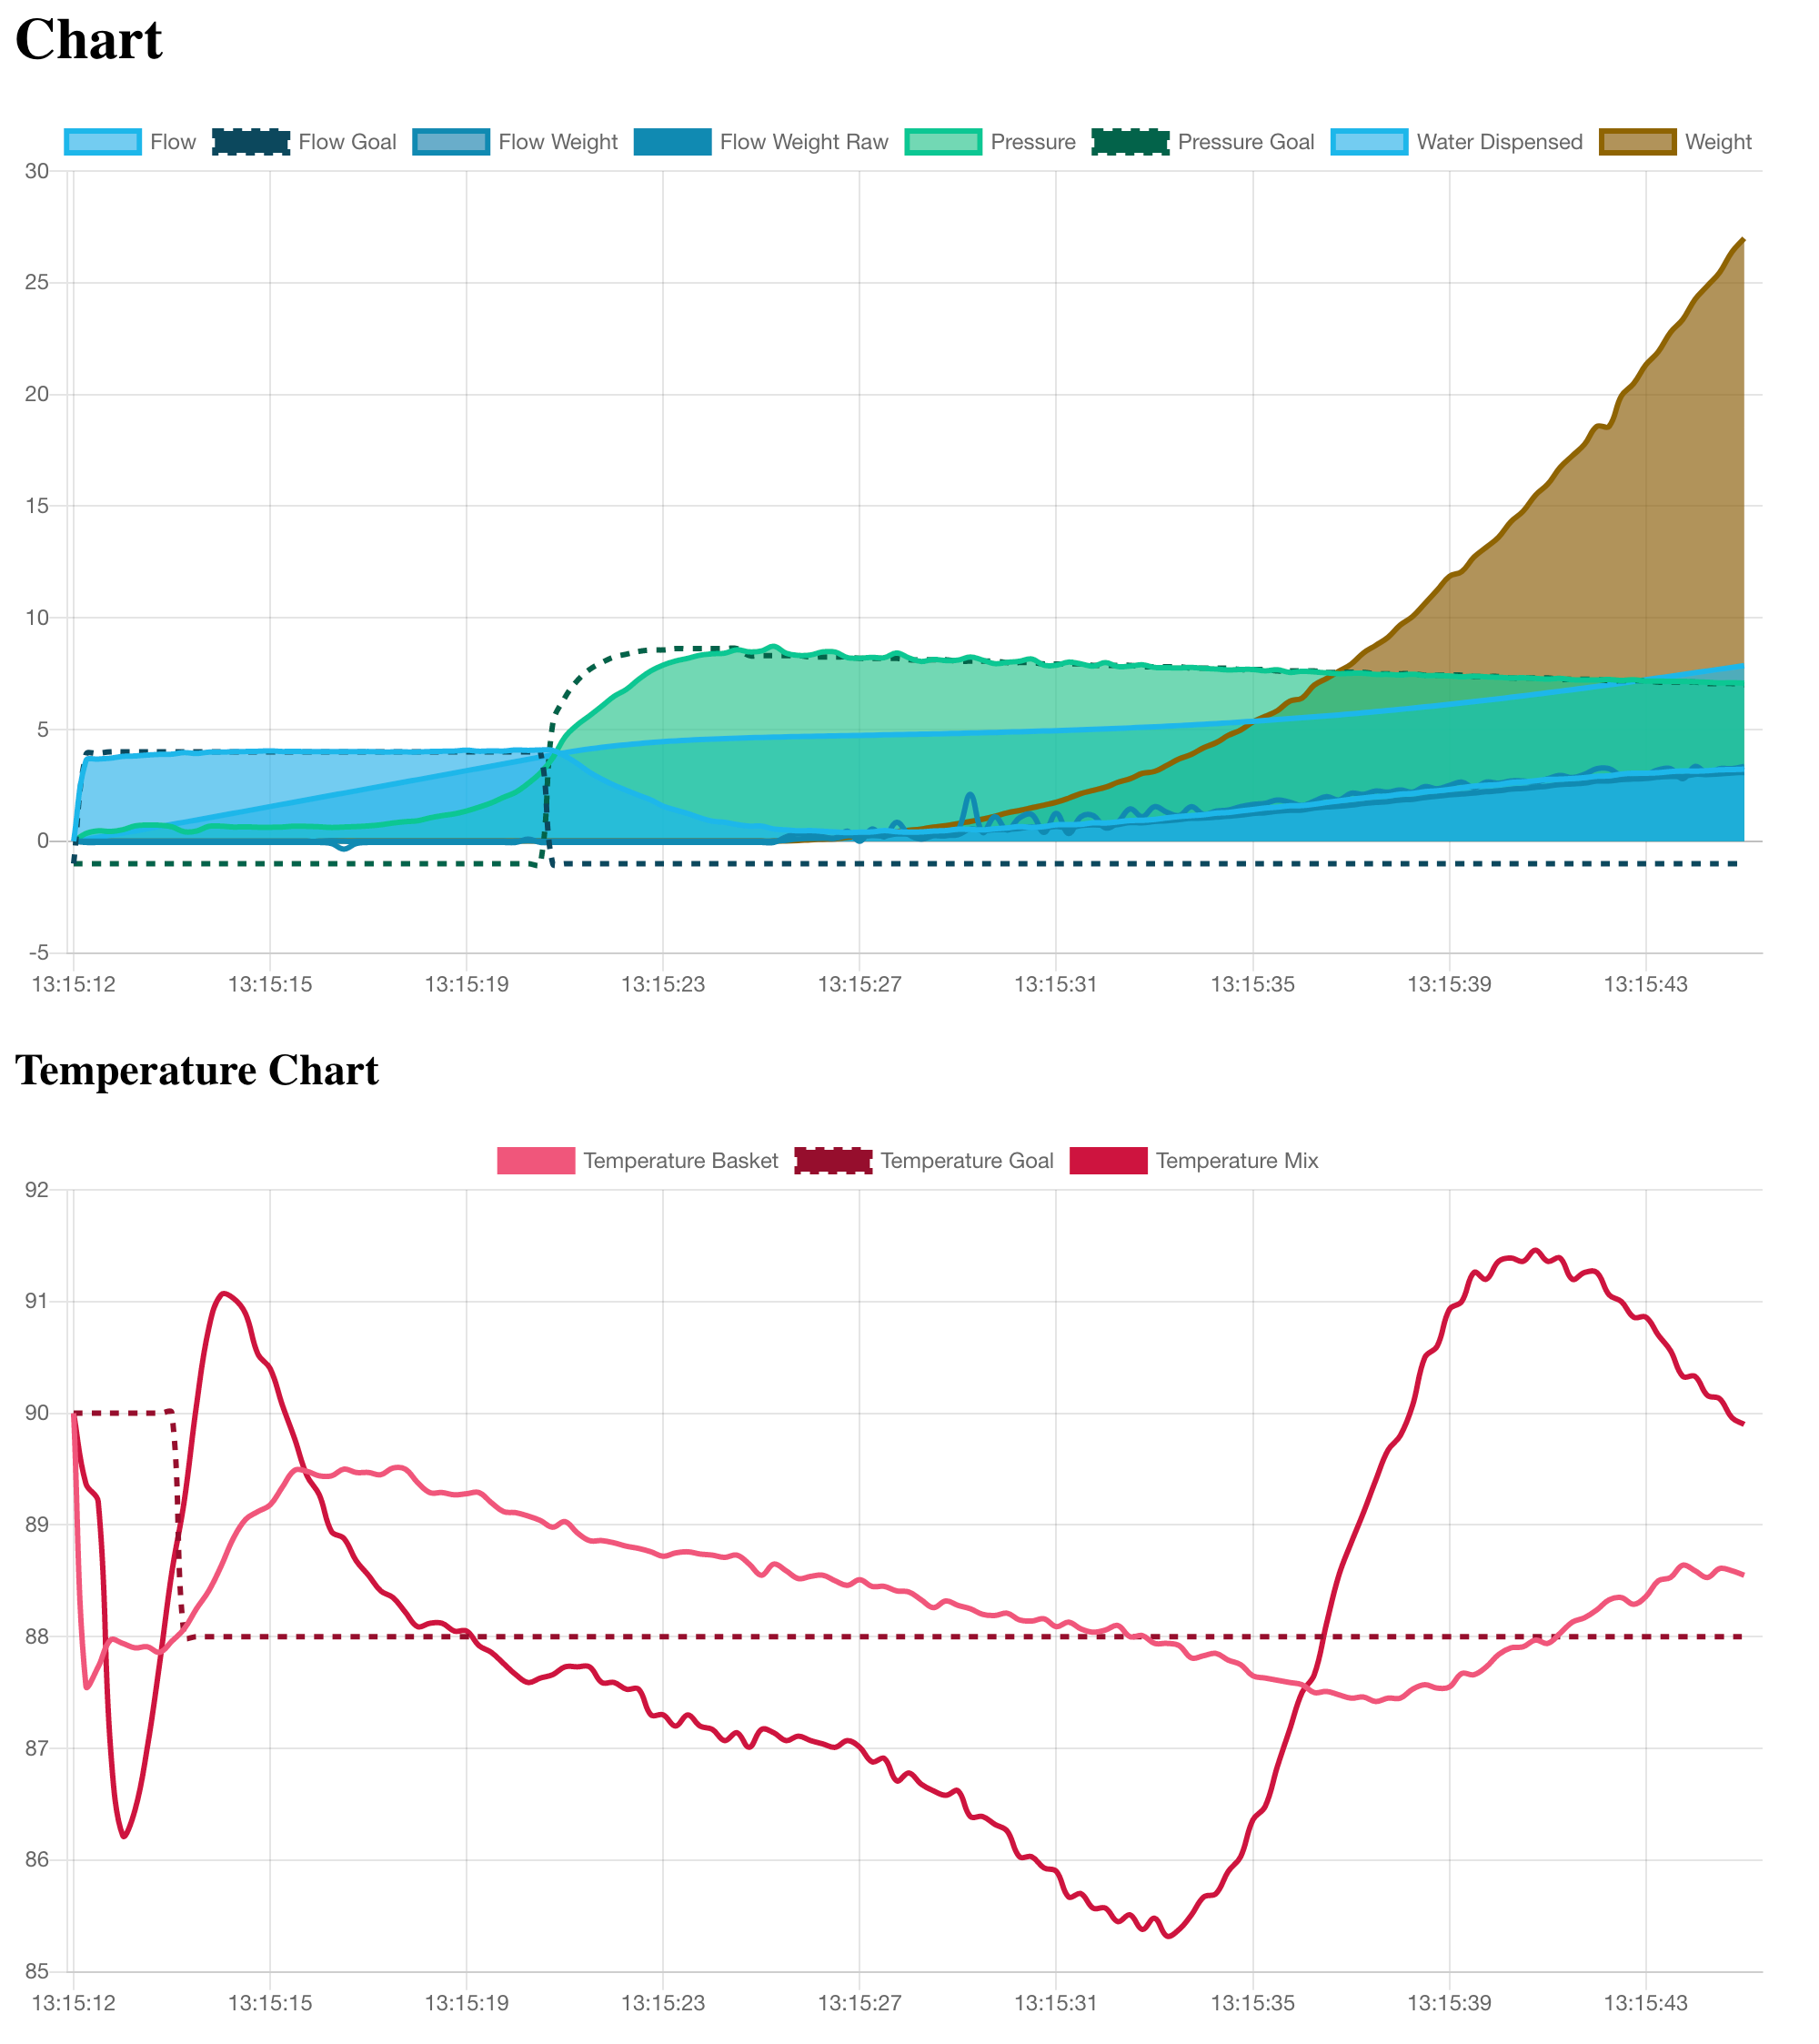 Chart
Flow Flow Goal Flow Weight Flow Weight Raw Pressure Pressure Goal Water Dispensed Weight
30
25
20
15
10
5
0
-5
13:15:12 13:15:15 13:15:19 13:15:23 13:15:27 13:15:31 13:15:35 13:15:39 13:15:43
Temperature Chart
Temperature Basket Temperature Goal Temperature Mix
92
91
90
89
88
87
86
85
13:15:12 13:15:15 13:15:19 13:15:23 13:15:27 13:15:31 13:15:35 13:15:39 13:15:43